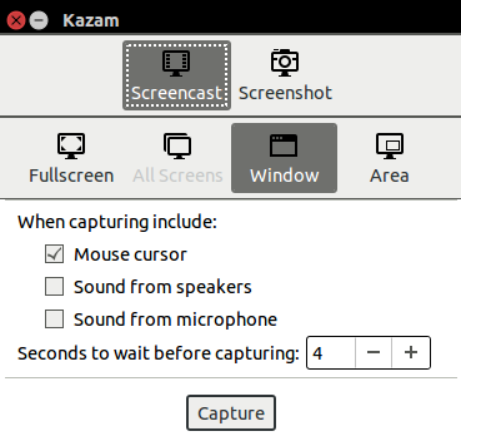 Kazam
Screencast Screenshot
Fullscreen All Screens Window Area
When capturing include:
Mouse cursor
Sound from speakers
Sound from microphone
Seconds to wait before capturing: 4 − +
Capture